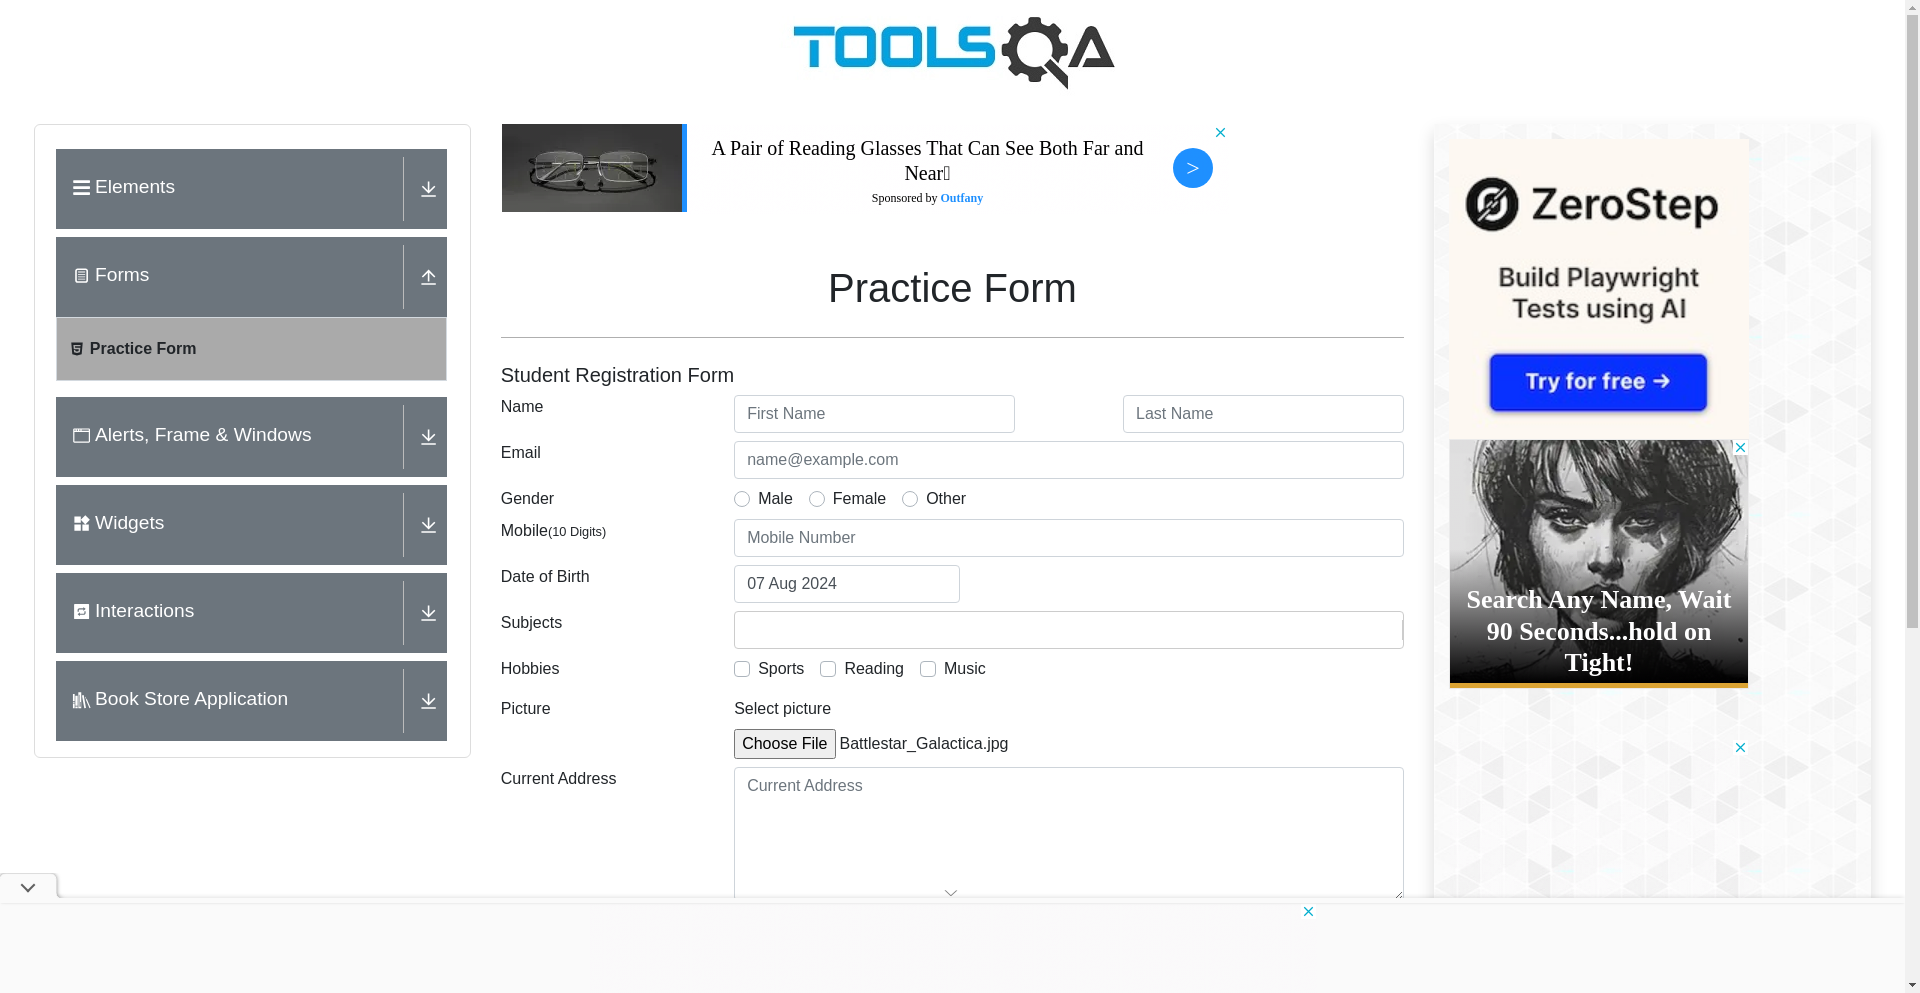 TOOLSQA
Elements
Forms
Practice Form
Alerts, Frame & Windows
Widgets
Interactions
Book Store Application
A Pair of Reading Glasses That Can See Both Far and
Near
Sponsored by Outfany
>
Practice Form
Student Registration Form
Name
First Name
Last Name
Email
name@example.com
Gender
Male
Female
Other
Mobile(10 Digits)
Mobile Number
Date of Birth
07 Aug 2024
Subjects
Hobbies
Sports
Reading
Music
Picture
Select picture
Choose File Battlestar_Galactica.jpg
Current Address
Current Address
ZeroStep
Build Playwright
Tests using AI
Try for free →
Search Any Name, Wait
90 Seconds...hold on
Tight!